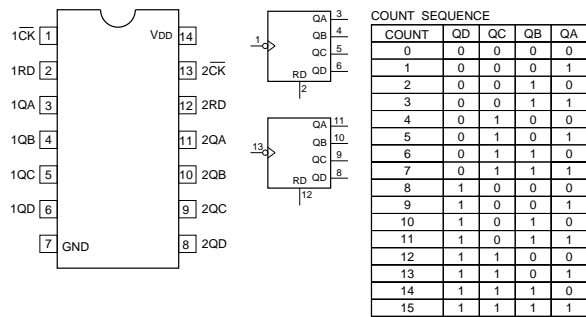 1CK 1 VDD 14
1RD 2 13 2CK
1QA 3 12 2RD
1QB 4 11 2QA
1QC 5 10 2QB
1QD 6 9 2QC
7 GND 8 2QD
1 QA 3
QB 4
QC 5
RD QD 6
2
13 QA 11
QB 10
QC 9
RD QD 8
12
COUNT SEQUENCE
COUNT QD QC QB QA
0 0 0 0 0
1 0 0 0 1
2 0 0 1 0
3 0 0 1 1
4 0 1 0 0
5 0 1 0 1
6 0 1 1 0
7 0 1 1 1
8 1 0 0 0
9 1 0 0 1
10 1 0 1 0
11 1 0 1 1
12 1 1 0 0
13 1 1 0 1
14 1 1 1 0
15 1 1 1 1